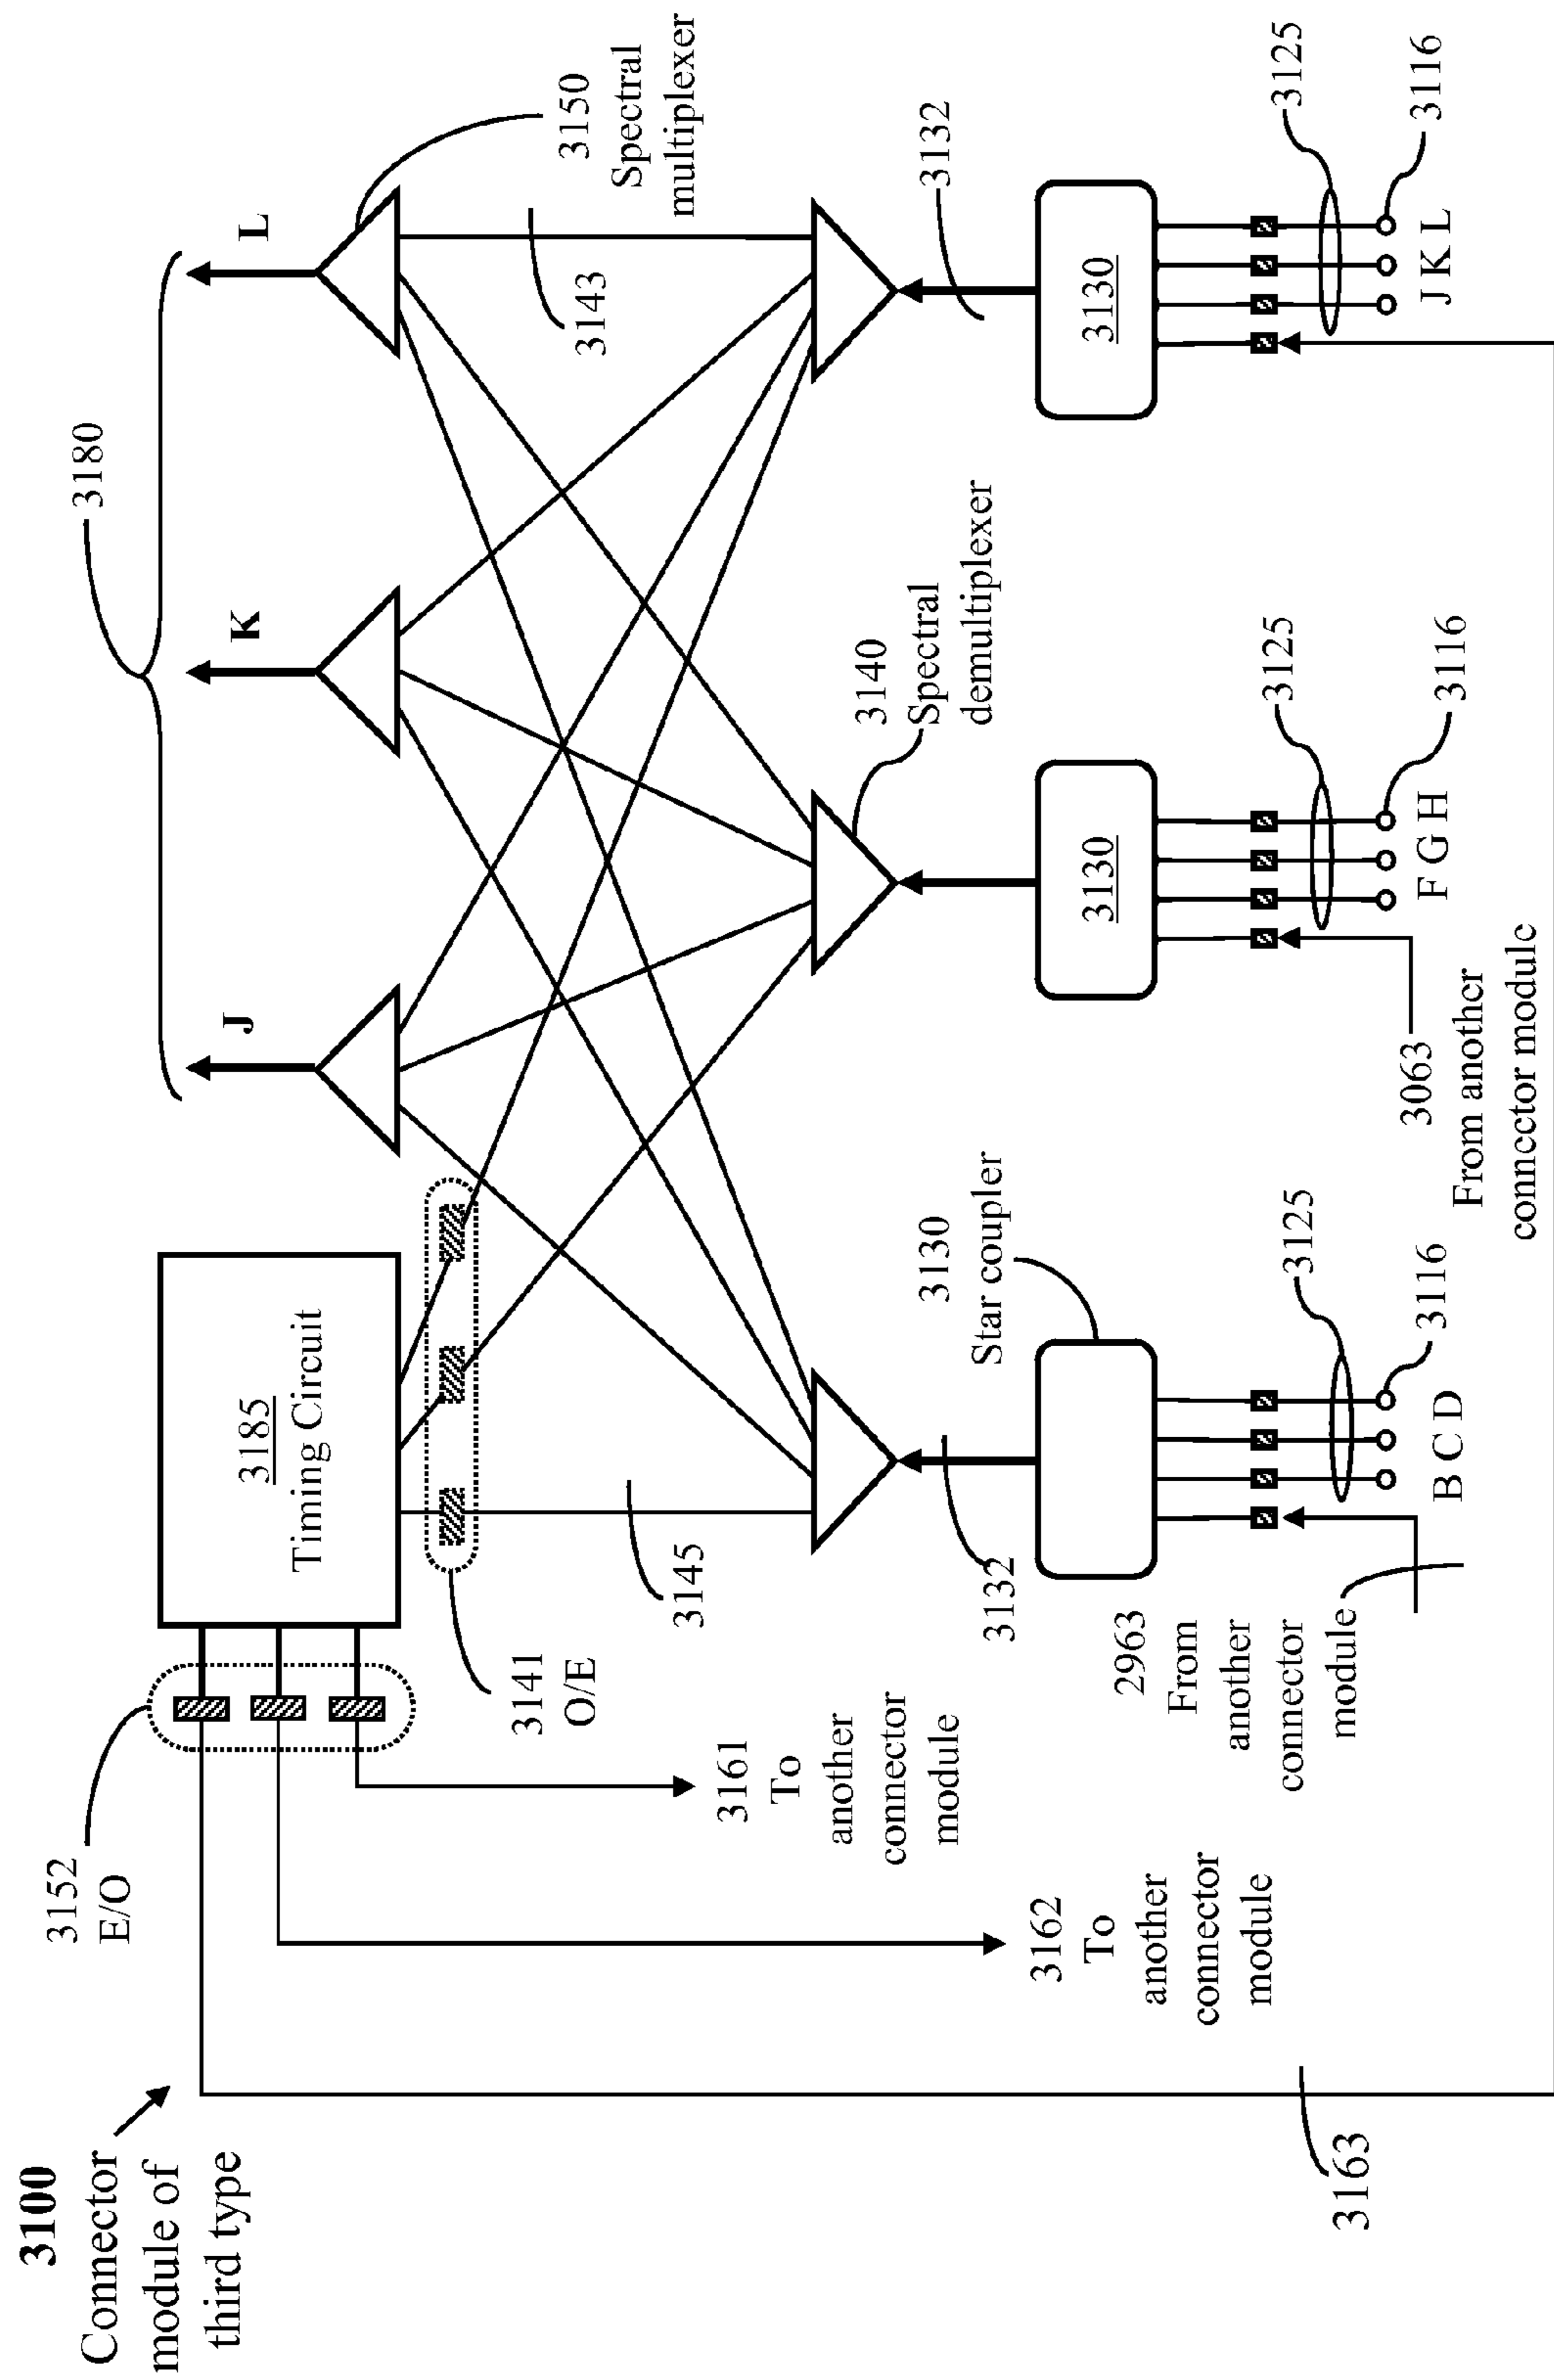 3100
Connector
module of
third type
3152
E/O
3185
Timing Circuit
3180
J
K
L
3150
Spectral
multiplexer
3141
O/E
3145
3143
3161
To
another
connector
module
3162
To
another
connector
module
3163
3140
Spectral
demultiplexer
3132
3132
3130
Star coupler
3130
3130
2963
From
another
connector
module
3063
From another
connector module
3125
3116
B C D
3125
3116
F G H
3125
3116
J K L